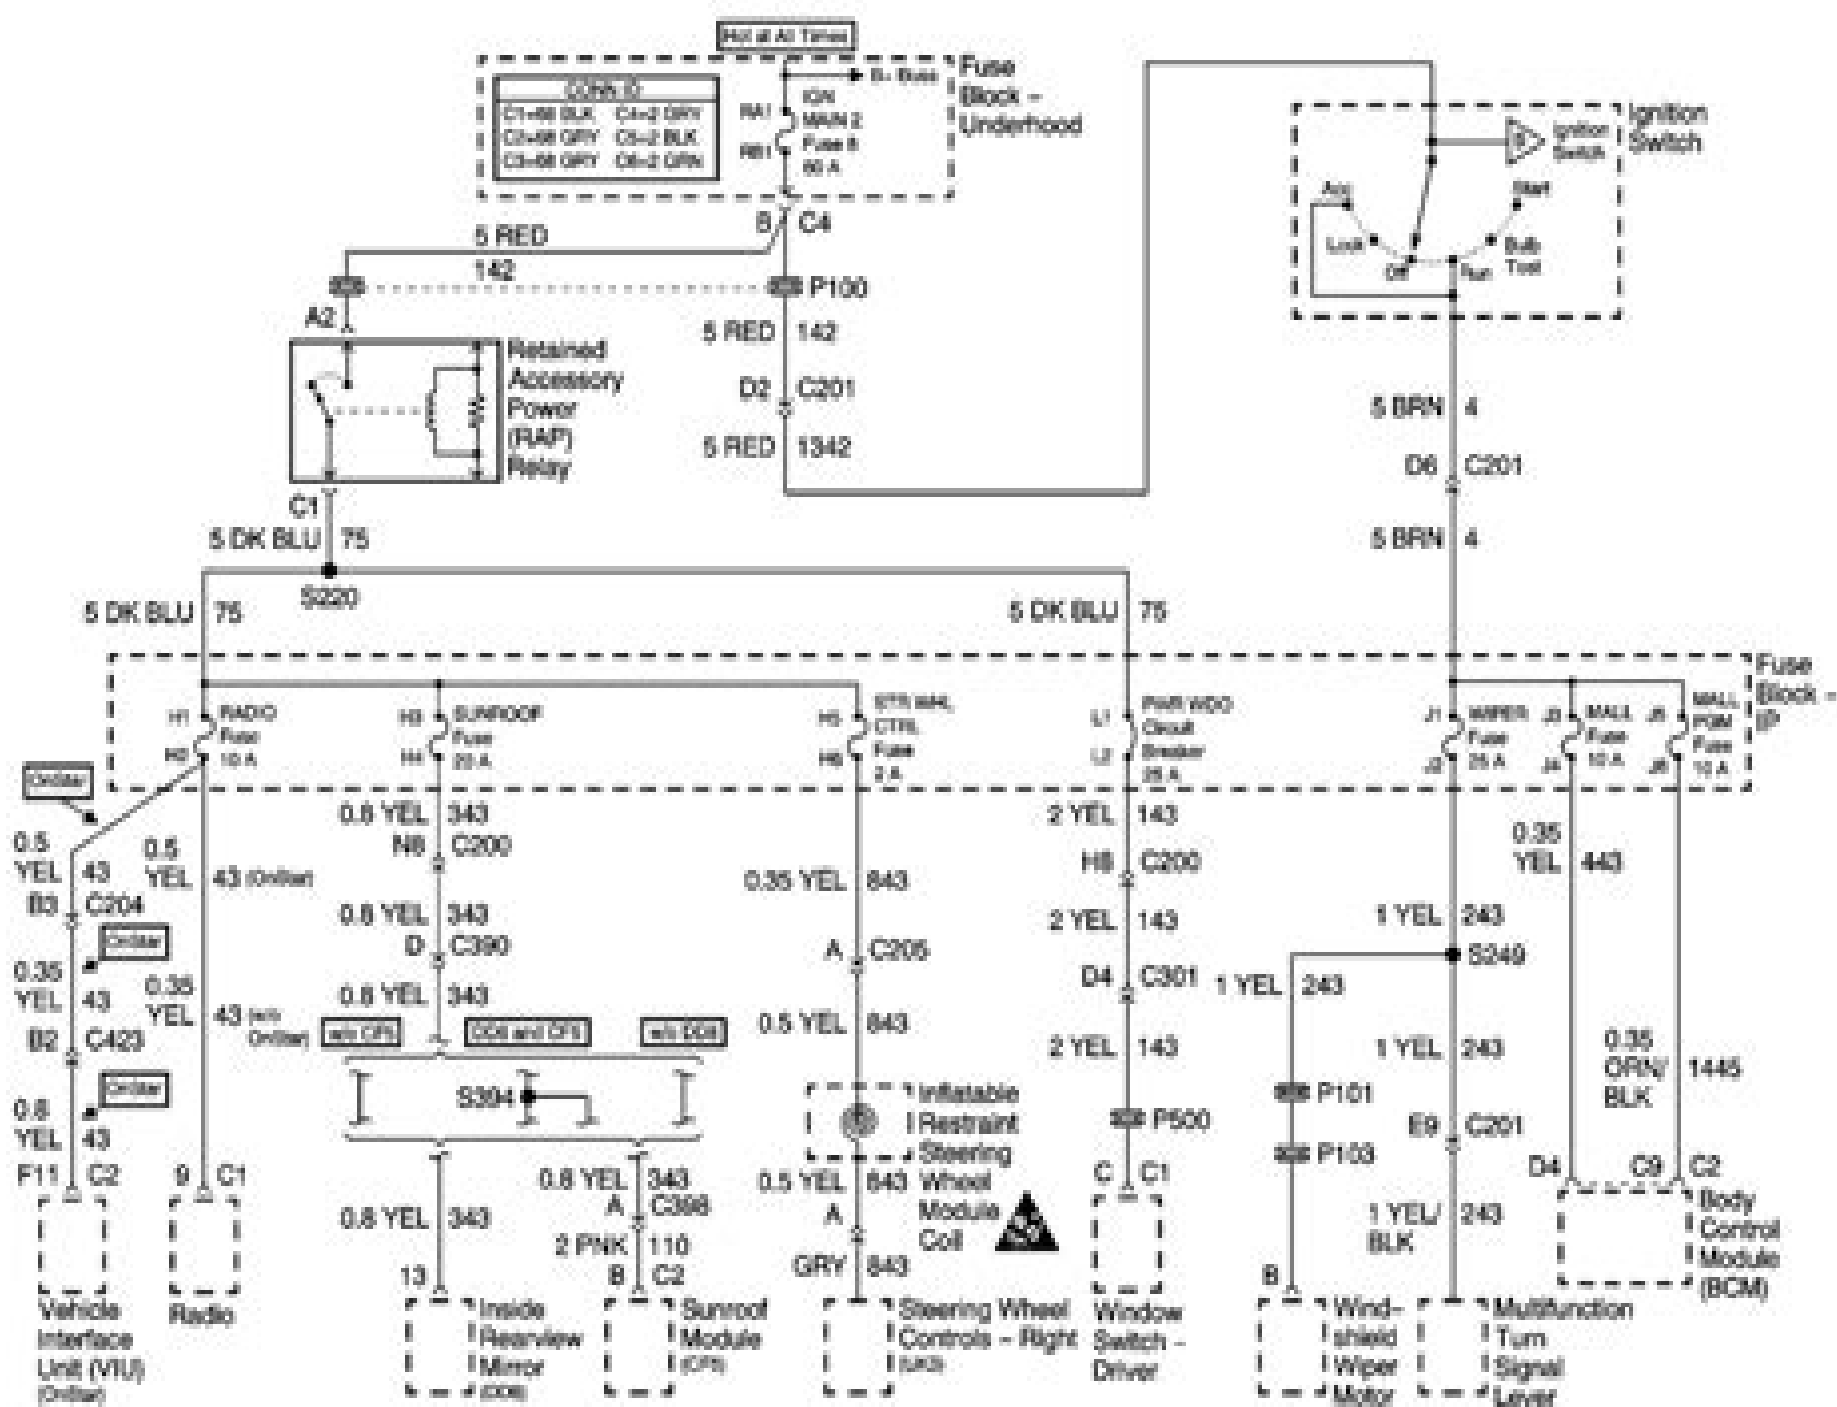 Hot at All Times
CONN ID
C1=68 BLK C4=2 GRY
C2=68 GRY C5=2 BLK
C3=68 GRY C6=2 GRN
RA1
RB1
B+ Buss
IGN
MAIN 2
Fuse 8
60 A
Fuse
Block –
Underhood
B C4
5 RED
142
P100
5 RED 142
D2 C201
5 RED 1342
A2
Retained
Accessory
Power
(RAP)
Relay
C1
5 DK BLU 75
S220
5 DK BLU 75
5 DK BLU 75
Ignition
Switch
Ignition
Switch
Acc
Lock
Off
Run
Bulb
Test
Start
5 BRN 4
D6 C201
5 BRN 4
Fuse
Block –
IP
H1
RADIO
Fuse
10 A
H3
SUNROOF
Fuse
20 A
H4
H5
STR WHL
CTRL
Fuse
2 A
H6
L1
PWR WDO
Circuit
Breaker
25 A
L2
J1
WIPER
Fuse
25 A
J2
J3
MALL
Fuse
10 A
J4
J5
MALL
PGM
Fuse
10 A
J6
OnStar
0.5
YEL 43
B3 C204
OnStar
0.35
YEL 43
B2 C423
OnStar
0.8
YEL 43
F11 C2
Vehicle
Interface
Unit (VIU)
(OnStar)
0.5
YEL 43 (OnStar)
0.35
YEL 43 (w/o
OnStar)
9 C1
Radio
0.8 YEL 343
N8 C200
0.8 YEL 343
D C390
0.8 YEL 343
w/o CF5
DD8 and CF5
w/o DD8
S394
0.8 YEL 343
13
Inside
Rearview
Mirror
(DD8)
0.8 YEL 343
A C398
2 PNK 110
B C2
Sunroof
Module
(CF5)
0.35 YEL 843
A C205
0.5 YEL 843
Inflatable
Restraint
Steering
Wheel
Module
Coil
0.5 YEL 843
A
GRY 843
Steering Wheel
Controls – Right
(UK3)
2 YEL 143
H8 C200
2 YEL 143
D4 C301
2 YEL 143
P500
C C1
Window
Switch –
Driver
1 YEL 243
S249
1 YEL 243
P101
P103
B
Wind-
shield
Wiper
Motor
1 YEL 243
E9 C201
1 YEL/
BLK 243
Multifunction
Turn
Signal
Lever
0.35
YEL 443
0.35
ORN/
BLK 1445
D4 C9 C2
Body
Control
Module
(BCM)